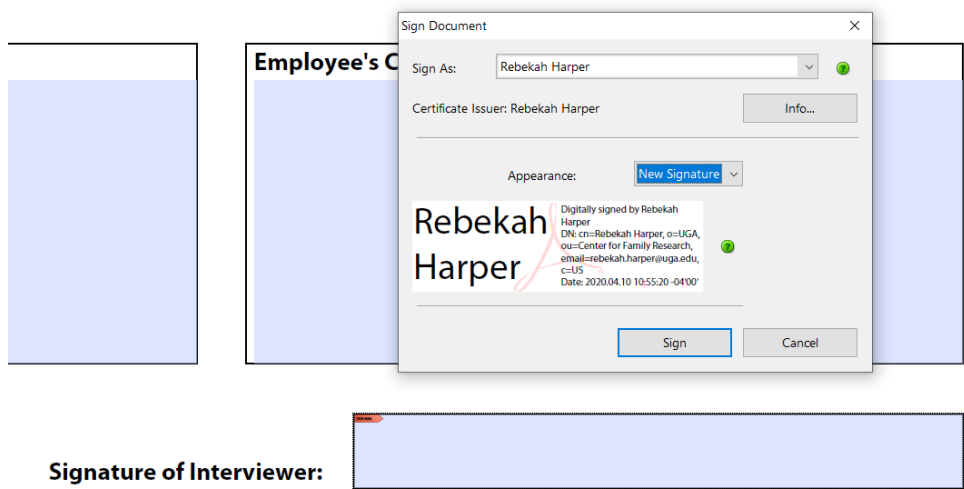 Sign Document
Employee's C
Sign As:
Rebekah Harper
Certificate Issuer: Rebekah Harper
Info...
Appearance:
New Signature
Rebekah
Harper
Digitally signed by Rebekah
Harper
DN: cn=Rebekah Harper, o=UGA,
ou=Center for Family Research,
email=rebekah.harper@uga.edu,
c=US
Date: 2020.04.10 10:55:20 -04'00'
Sign
Cancel
Signature of Interviewer: